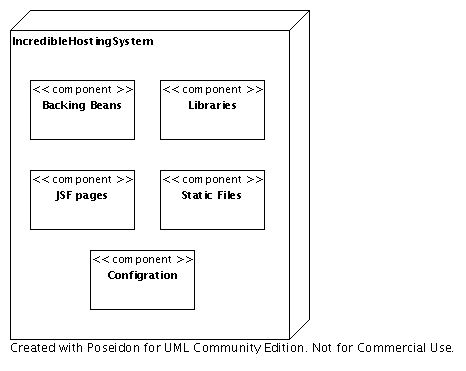 IncredibleHostingSystem
<< component >>
Backing Beans
<< component >>
Libraries
<< component >>
JSF pages
<< component >>
Static Files
<< component >>
Configration
Created with Poseidon for UML Community Edition. Not for Commercial Use.